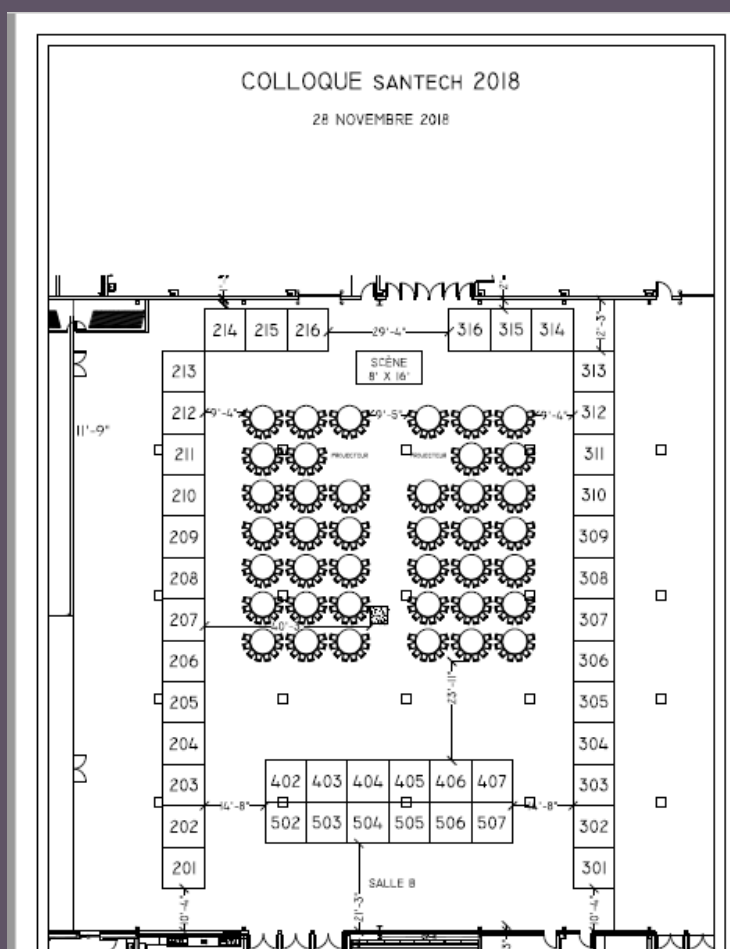 COLLOQUE SANTECH 2018
28 NOVEMBRE 2018
214 215 216 29'-4" 316 315 314
12'-3"
SCÈNE
8' X 16'
213 313
212 9'-4" 9'-5" 9'-4" 312
11'-9"
211 PROJECTEUR PROJECTEUR 311
210 310
209 309
208 308
207 307
40'-3"
206 306
23'-11"
205 305
204 304
203 402 403 404 405 406 407 303
14'-8" 14'-8"
202 502 503 504 505 506 507 302
201 301
SALLE B
10'-4" 21'-3" 10'-4"